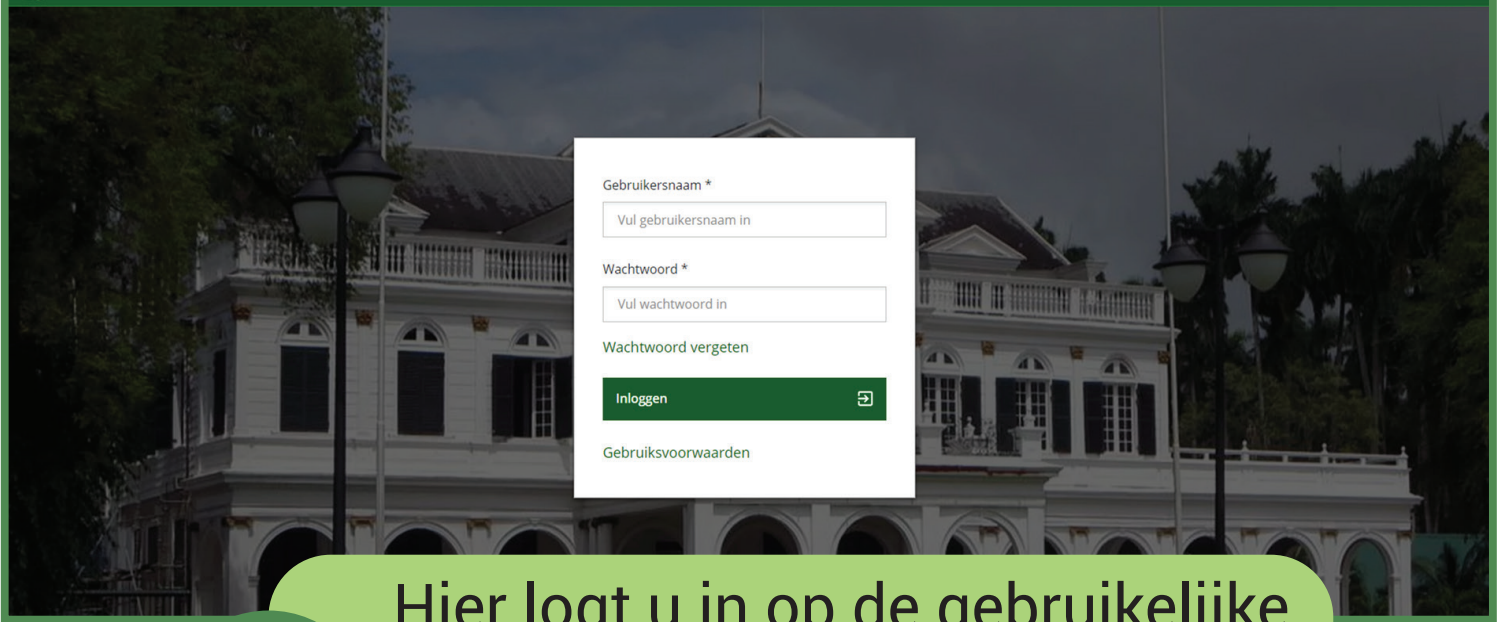 Gebruikersnaam *
Vul gebruikersnaam in
Wachtwoord *
Vul wachtwoord in
Wachtwoord vergeten
Inloggen
Gebruiksvoorwaarden
Hier logt u in op de gebruikelijke